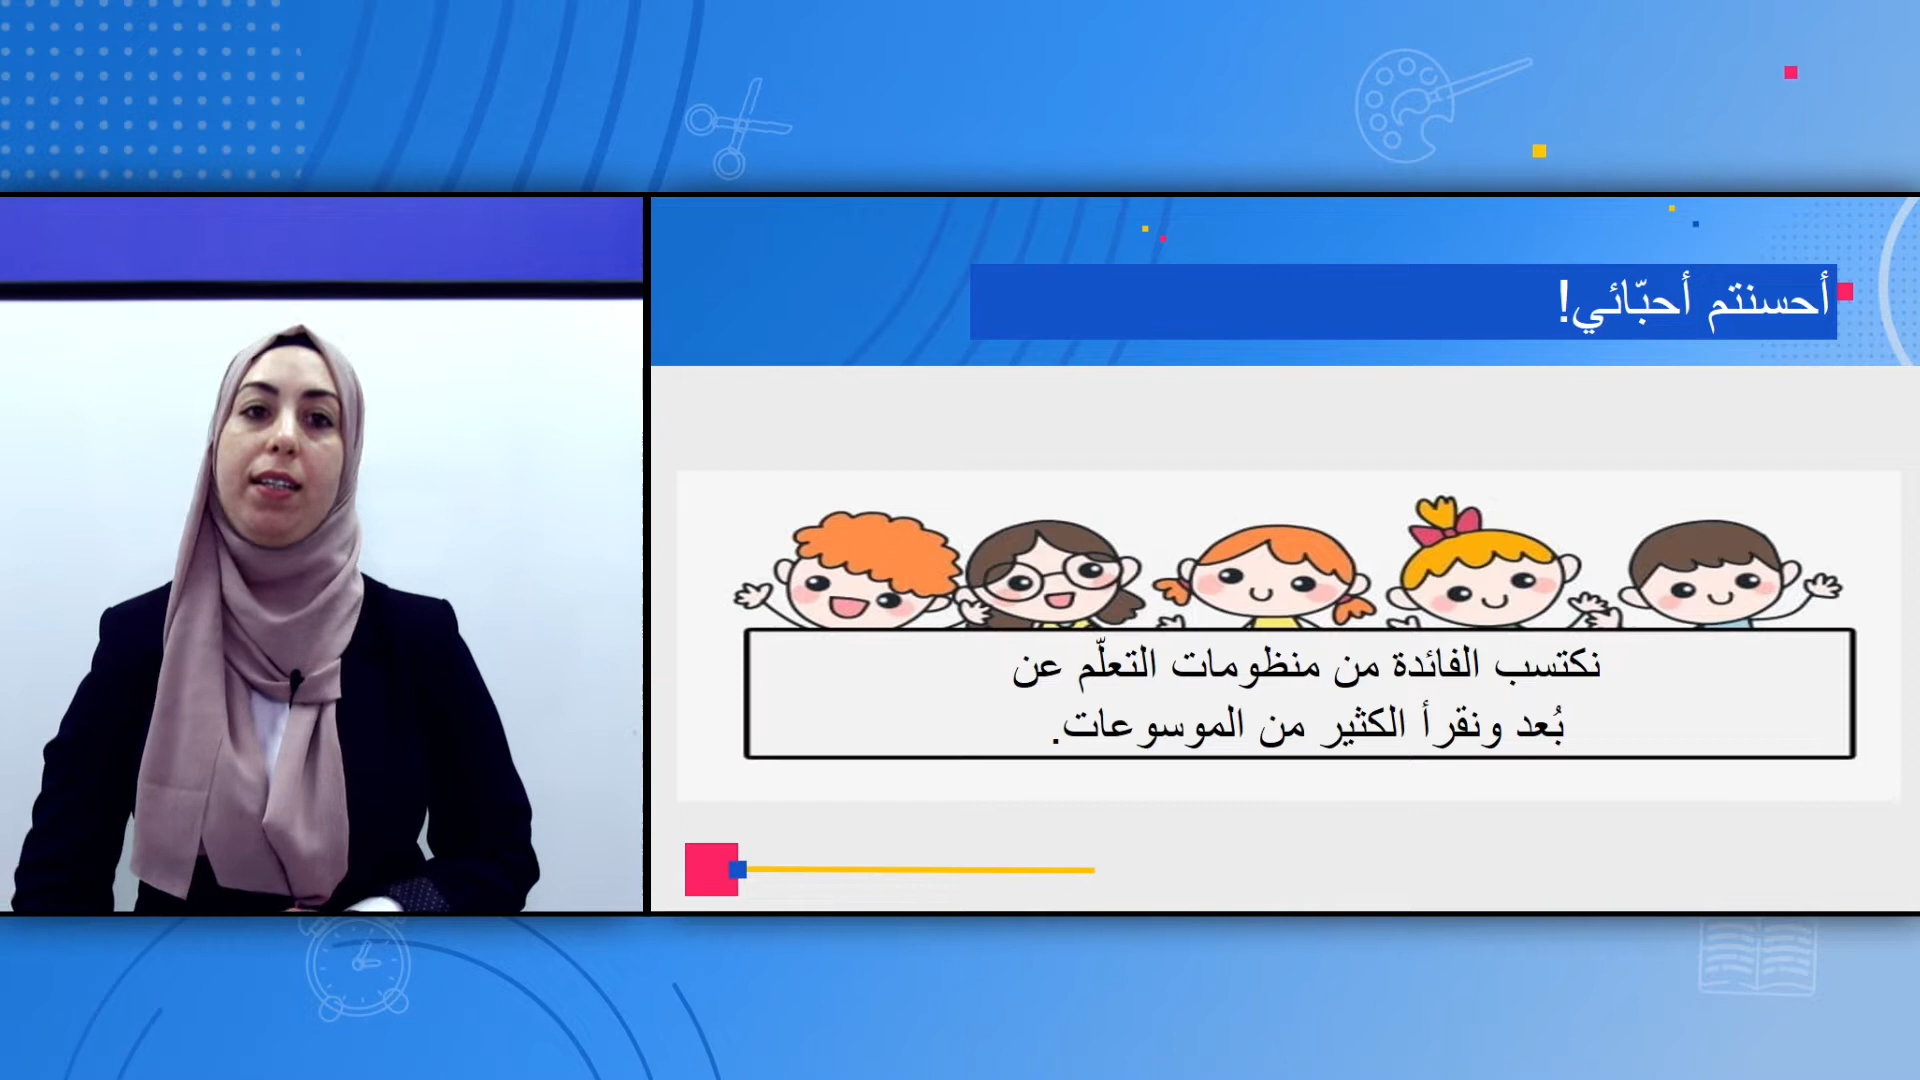 أحسنتم أحبّائي!
نكتسب الفائدة من منظومات التعلّم عن
بُعد ونقرأ الكثير من الموسوعات.